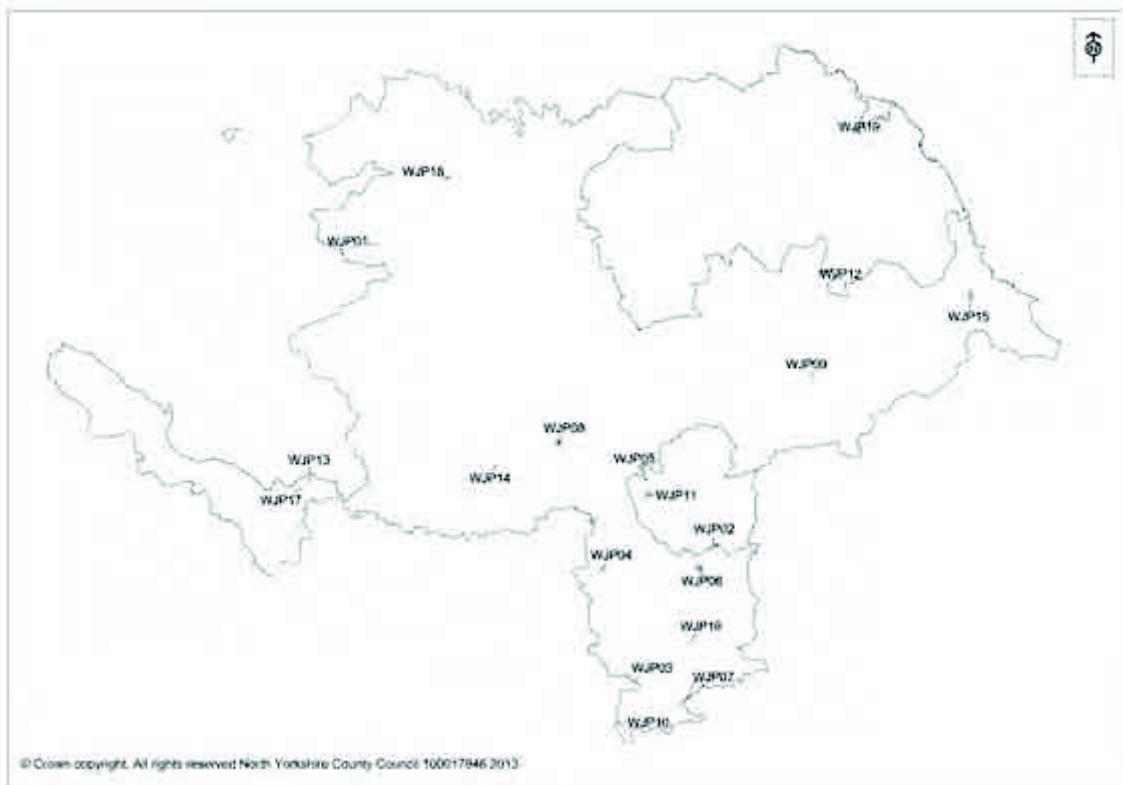 WJP19
WJP18
WJP01
WJP12
WJP15
WJP09
WJP08
WJP05
WJP13
WJP14
WJP17
WJP11
WJP02
WJP04
WJP06
WJP16
WJP03
WJP07
WJP10
© Crown copyright. All rights reserved North Yorkshire County Council 100017946 2013